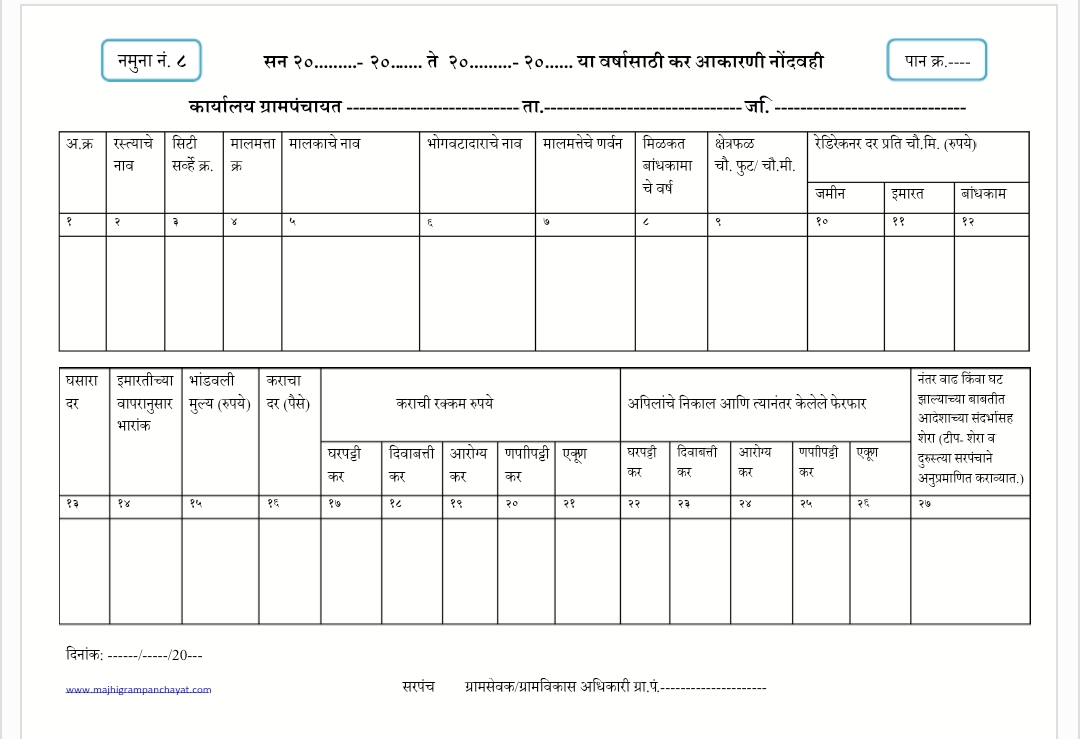 नमुना नं. ८
सन २०.........- २०....... ते २०.........- २०...... या वर्षासाठी कर आकारणी नोंदवही
पान क्र.----
कार्यालय ग्रामपंचायत --------------------------- ता.------------------------------- जि. ------------------------------
अ.क्र
रस्त्याचे
नाव
सिटी
सर्व्हे क्र.
मालमत्ता
क्र
मालकाचे नाव
भोगवटादाराचे नाव
मालमत्तेचे णर्वन
मिळकत
बांधकामा
चे वर्ष
क्षेत्रफळ
चौ. फुट/ चौ.मी.
रेडिरेकनर दर प्रति चौ.मि. (रुपये)
जमीन
इमारत
बांधकाम
१ २ ३ ४ ५ ६ ७ ८ ९ १० ११ १२
घसारा
दर
इमारतीच्या
वापरानुसार
भारांक
भांडवली
मुल्य (रुपये)
कराचा
दर (पैसे)
कराची रक्कम रुपये
घरपट्टी
कर
दिवाबत्ती
कर
आरोग्य
कर
णपाीपट्टी
कर
एकूण
अपिलांचे निकाल आणि त्यानंतर केलेले फेरफार
घरपट्टी
कर
दिवाबत्ती
कर
आरोग्य
कर
णपाीपट्टी
कर
एकूण
नंतर वाढ किंवा घट
झाल्याच्या बाबतीत
आदेशाच्या संदर्भासह
शेरा (टीप- शेरा व
दुरुस्त्या सरपंचाने
अनुप्रमाणित कराव्यात.)
१३ १४ १५ १६ १७ १८ १९ २० २१ २२ २३ २४ २५ २६ २७
दिनांक: ------/-----/20---
www.majhigrampanchayat.com
सरपंच ग्रामसेवक/ग्रामविकास अधिकारी ग्रा.पं.---------------------